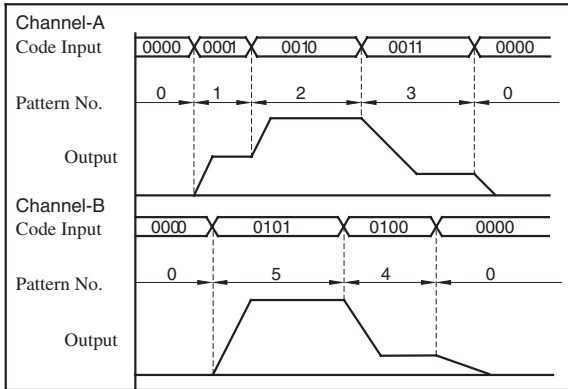 Channel-A
Code Input 0000 0001 0010 0011 0000
Pattern No. 0 1 2 3 0
Output
Channel-B
Code Input 0000 0101 0100 0000
Pattern No. 0 5 4 0
Output